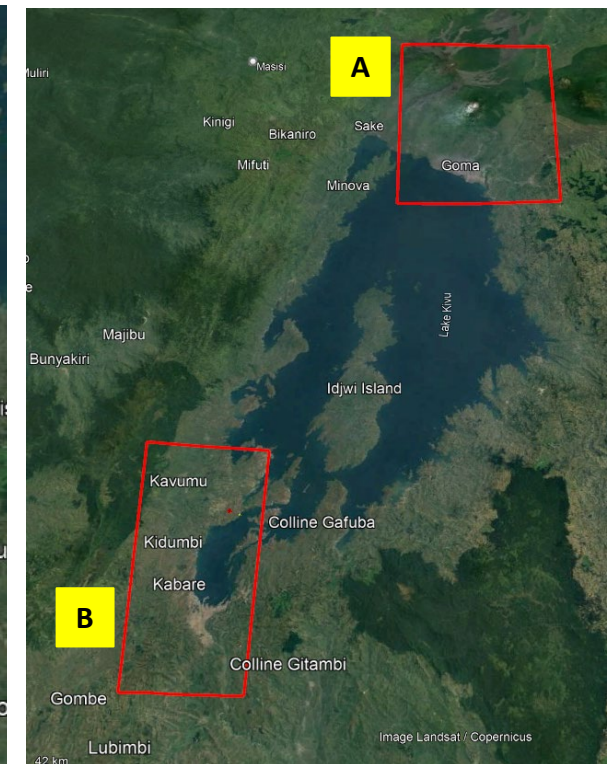 A
Muliri
Masisi
Kinigi
Sake
Bikaniro
Mifuti
Goma
Minova
Lake Kivu
Majibu
Bunyakiri
Idjwi Island
Kavumu
Colline Gafuba
Kidumbi
Kabare
B
Colline Gitambi
Gombe
Image Landsat / Copernicus
Lubimbi
42 km